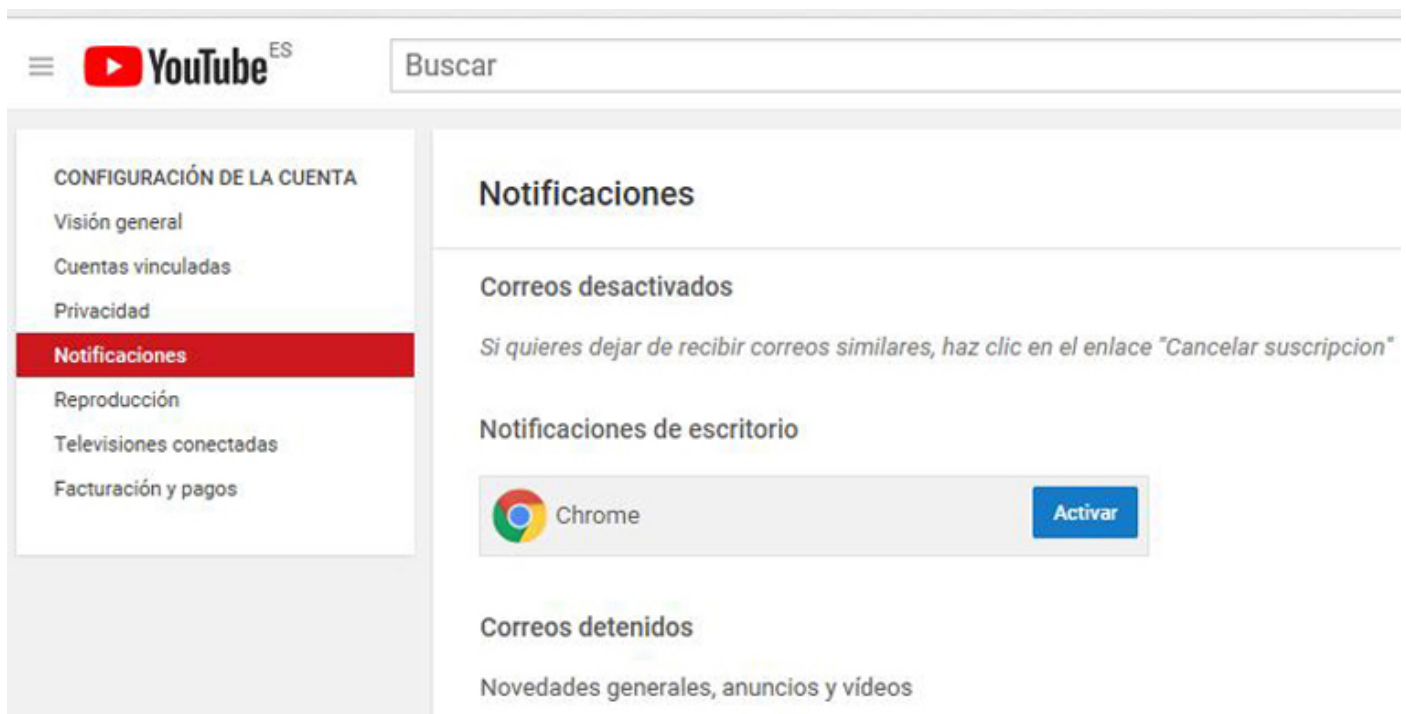 YouTube ES
Buscar
CONFIGURACIÓN DE LA CUENTA
Visión general
Cuentas vinculadas
Privacidad
Notificaciones
Reproducción
Televisiones conectadas
Facturación y pagos
Notificaciones
Correos desactivados
Si quieres dejar de recibir correos similares, haz clic en el enlace "Cancelar suscripcion"
Notificaciones de escritorio
Chrome
Activar
Correos detenidos
Novedades generales, anuncios y vídeos